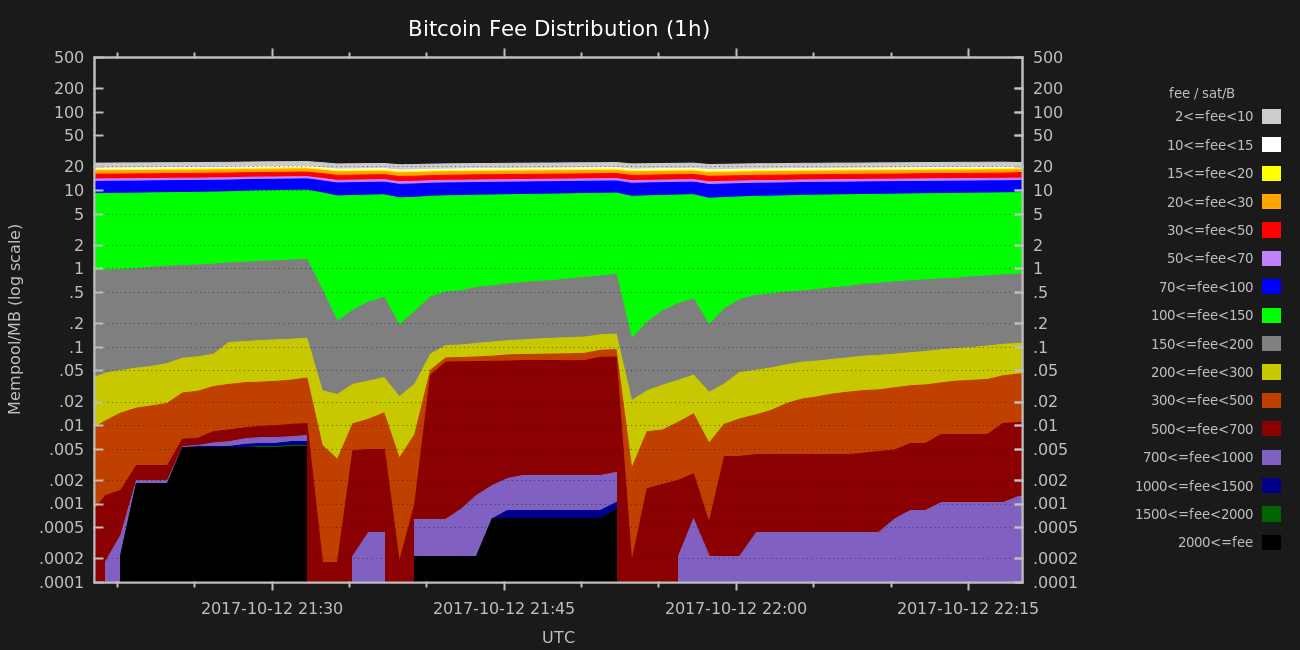 Bitcoin Fee Distribution (1h)
Mempool/MB (log scale)
500
200
100
50
20
10
5
2
1
.5
.2
.1
.05
.02
.01
.005
.002
.001
.0005
.0002
.0001
500
200
100
50
20
10
5
2
1
.5
.2
.1
.05
.02
.01
.005
.002
.001
.0005
.0002
.0001
2017-10-12 21:30
2017-10-12 21:45
2017-10-12 22:00
2017-10-12 22:15
UTC
fee / sat/B
2<=fee<10
10<=fee<15
15<=fee<20
20<=fee<30
30<=fee<50
50<=fee<70
70<=fee<100
100<=fee<150
150<=fee<200
200<=fee<300
300<=fee<500
500<=fee<700
700<=fee<1000
1000<=fee<1500
1500<=fee<2000
2000<=fee